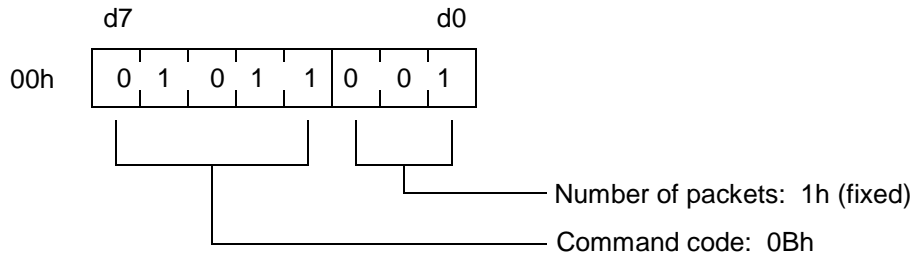 d7 d0
00h 0 1 0 1 1 0 0 1
Number of packets: 1h (fixed)
Command code: 0Bh